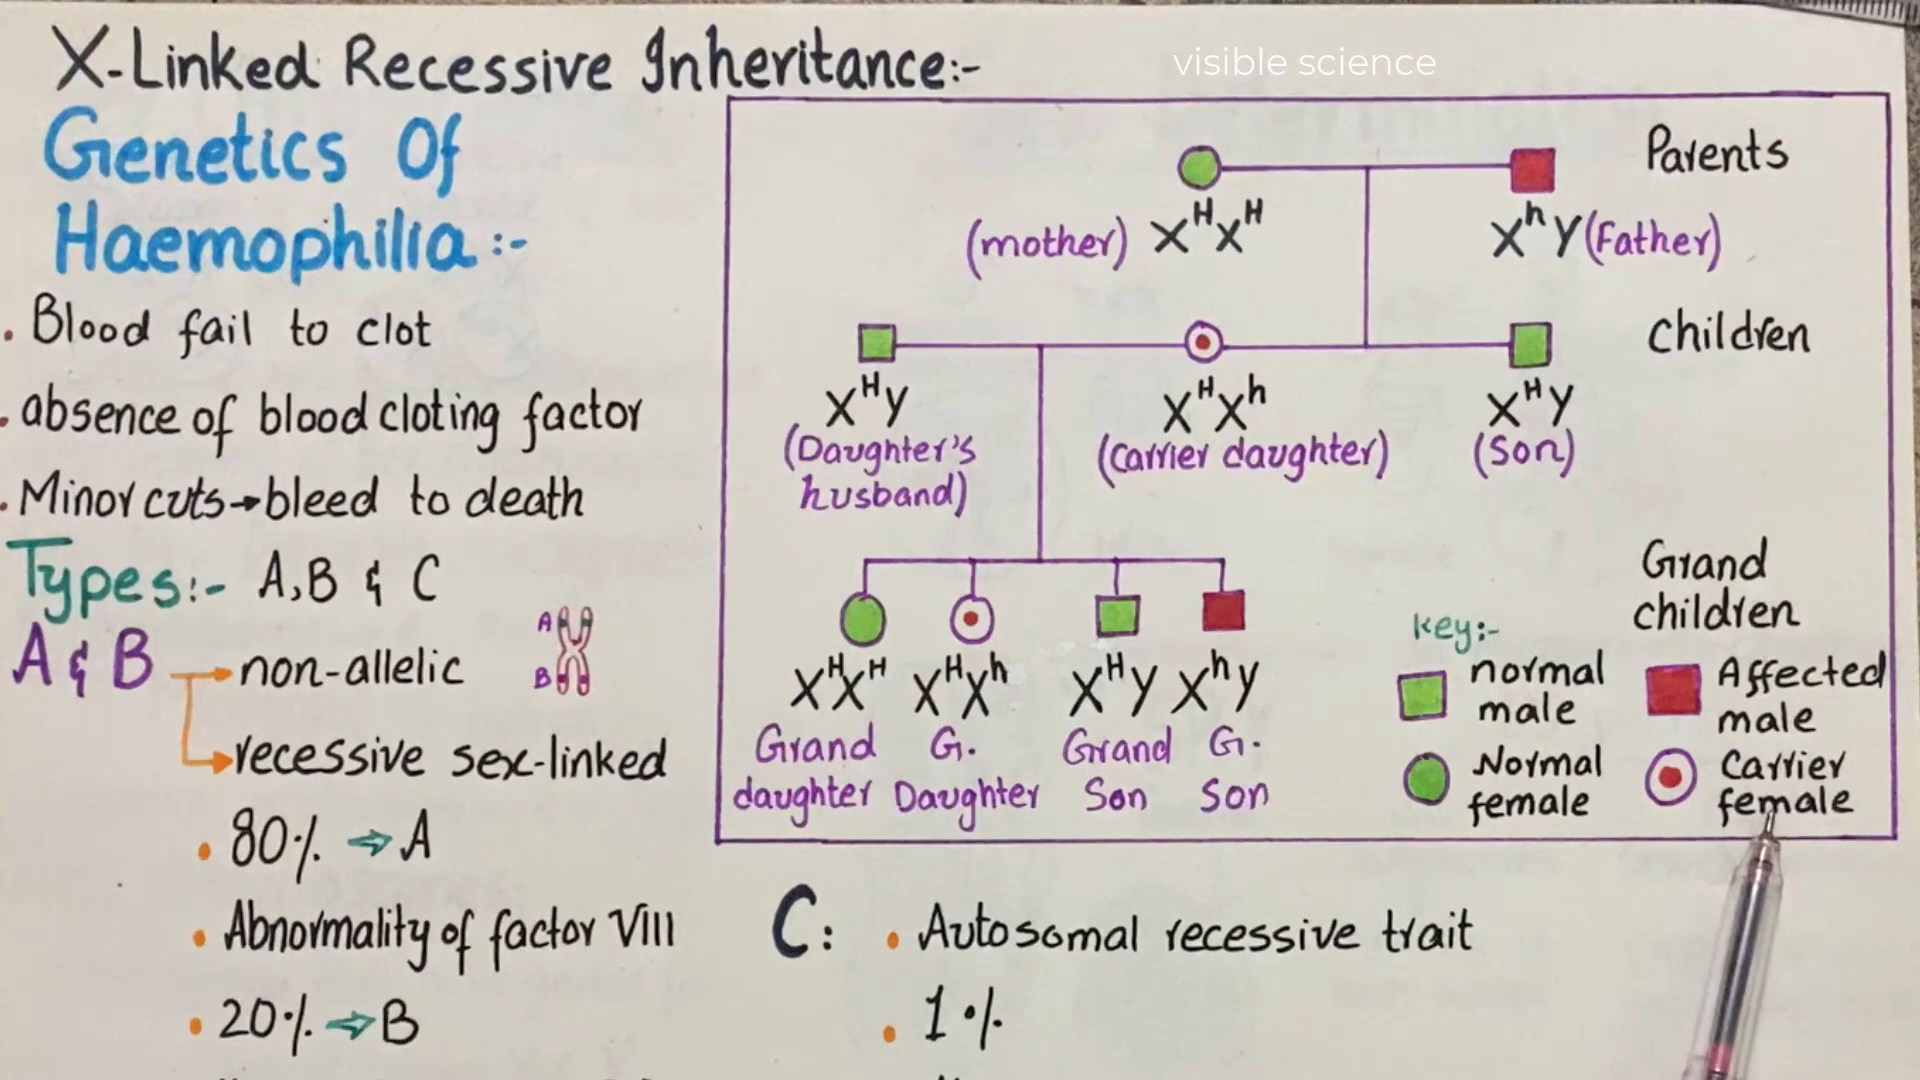 X-Linked Recessive Inheritance:-
visible science
Genetics Of
Haemophilia:-
. Blood fail to clot
. absence of blood cloting factor
. Minor cuts→bleed to death
Types:- A, B & C
A & B → non-allelic
A
B
→ recessive sex-linked
• 80% ⇒ A
• Abnormality of factor VIII
• 20% ⇒ B
Parents
(mother) XᴴXᴴ
XʰY (Father)
Children
XᴴY
XᴴXʰ
XᴴY
(Daughter's
husband)
(Carrier daughter)
(Son)
Grand
children
XᴴXᴴ XᴴXʰ XᴴY XʰY
Grand
daughter
G.
Daughter
Grand
Son
G.
Son
Key:-
normal
male
Affected
male
Normal
female
Carrier
female
C: • Autosomal recessive trait
• 1%